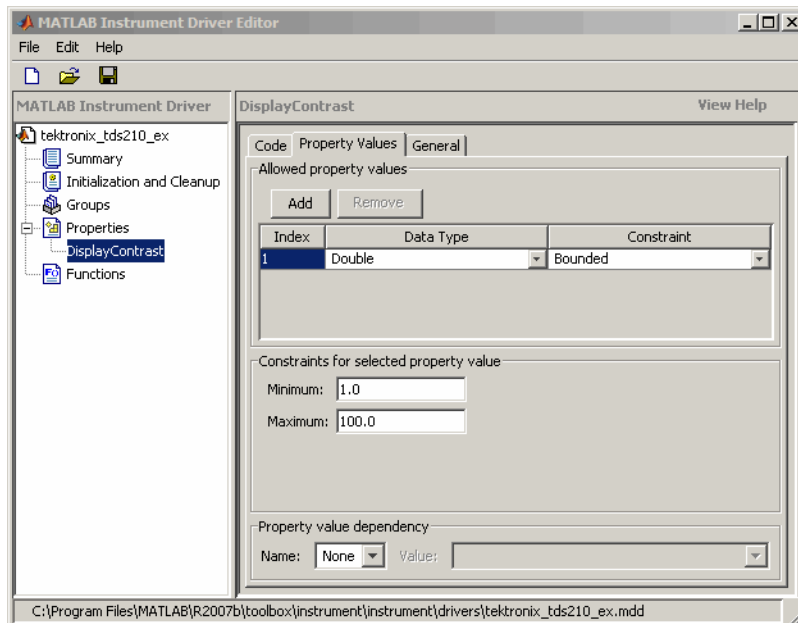 MATLAB Instrument Driver Editor
File Edit Help
MATLAB Instrument Driver
DisplayContrast View Help
tektronix_tds210_ex
Summary
Initialization and Cleanup
Groups
Properties
DisplayContrast
Functions
Code Property Values General
Allowed property values
Add Remove
Index Data Type Constraint
1 Double Bounded
Constraints for selected property value
Minimum: 1.0
Maximum: 100.0
Property value dependency
Name: None Value:
C:\Program Files\MATLAB\R2007b\toolbox\instrument\instrument\drivers\tektronix_tds210_ex.mdd